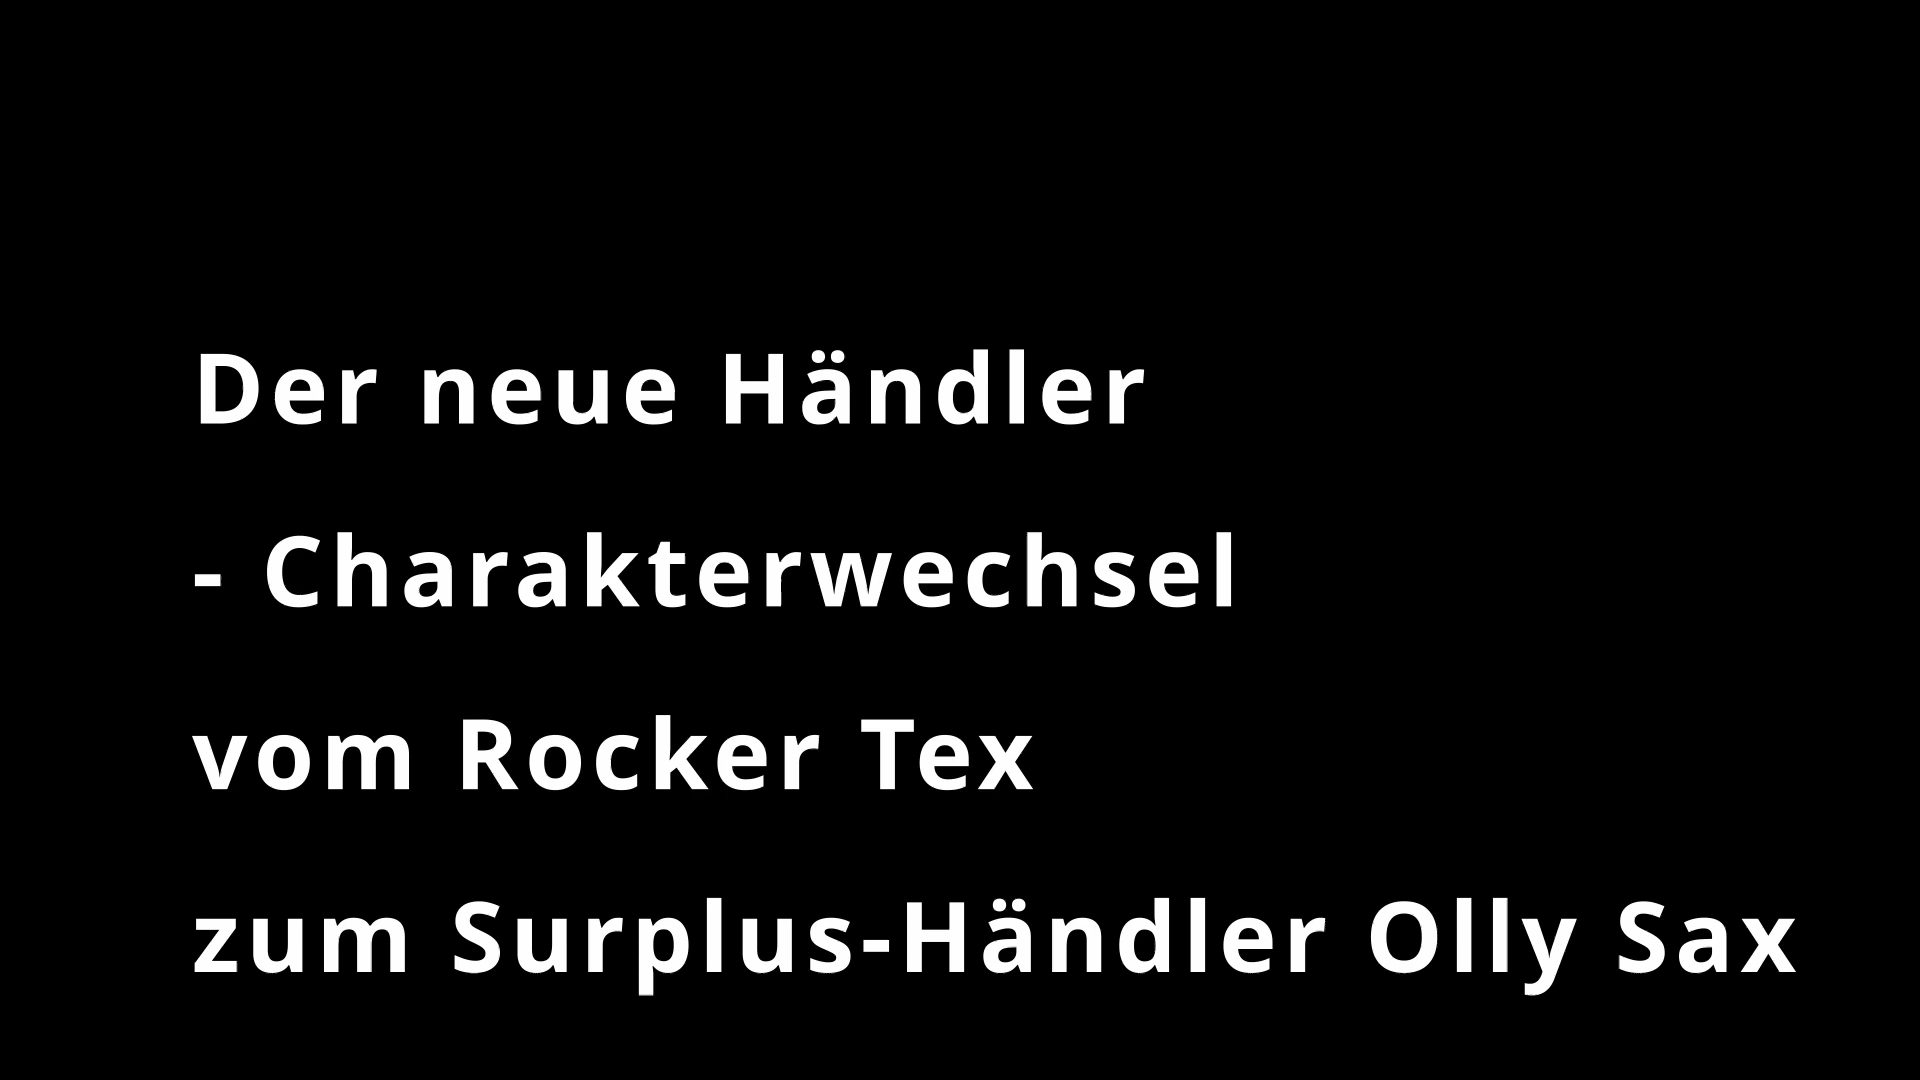 Der neue Händler
- Charakterwechsel
vom Rocker Tex
zum Surplus-Händler Olly Sax